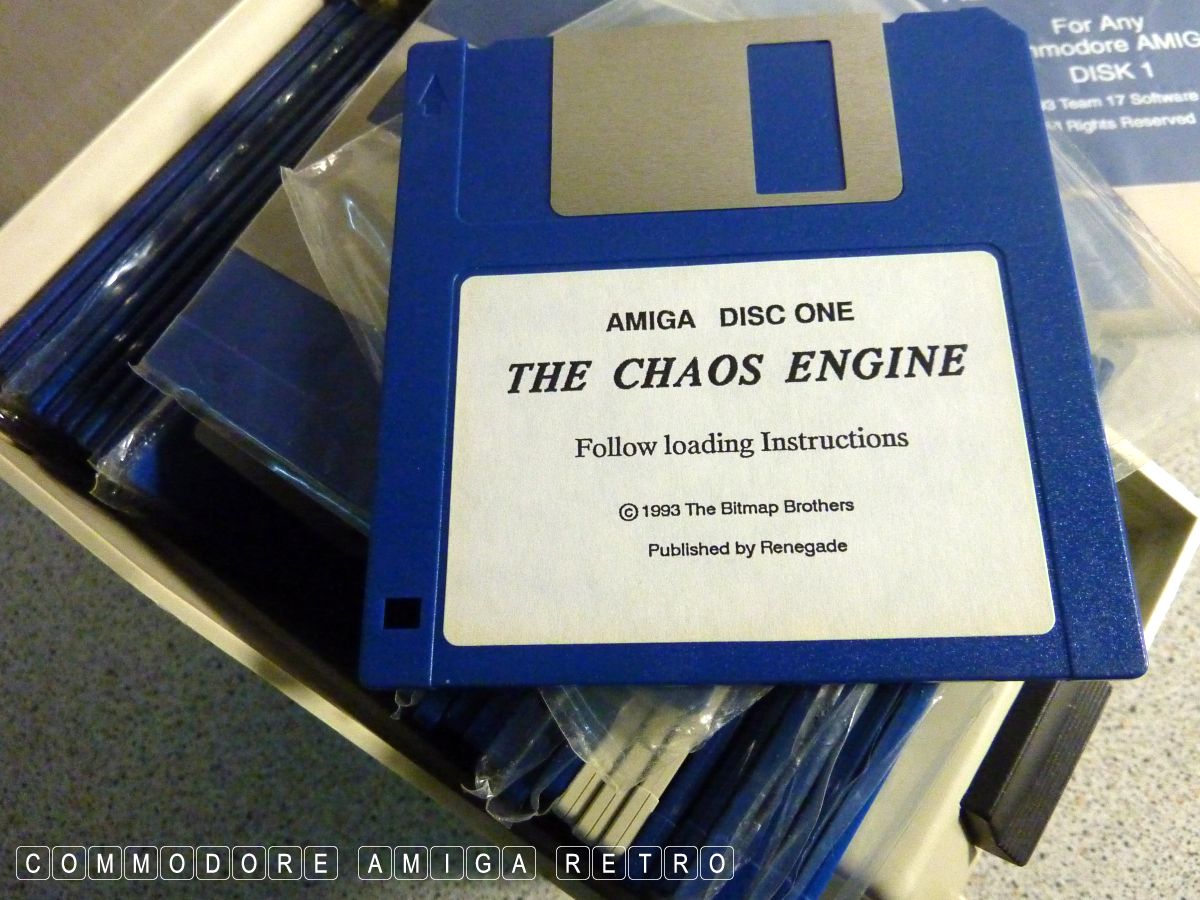 For Any
AMIG
DISK 1
Team 17 Software
Rights Reserved
AMIGA DISC ONE
THE CHAOS ENGINE
Follow loading Instructions
© 1993 The Bitmap Brothers
Published by Renegade
COMMODORE AMIGA RETRO